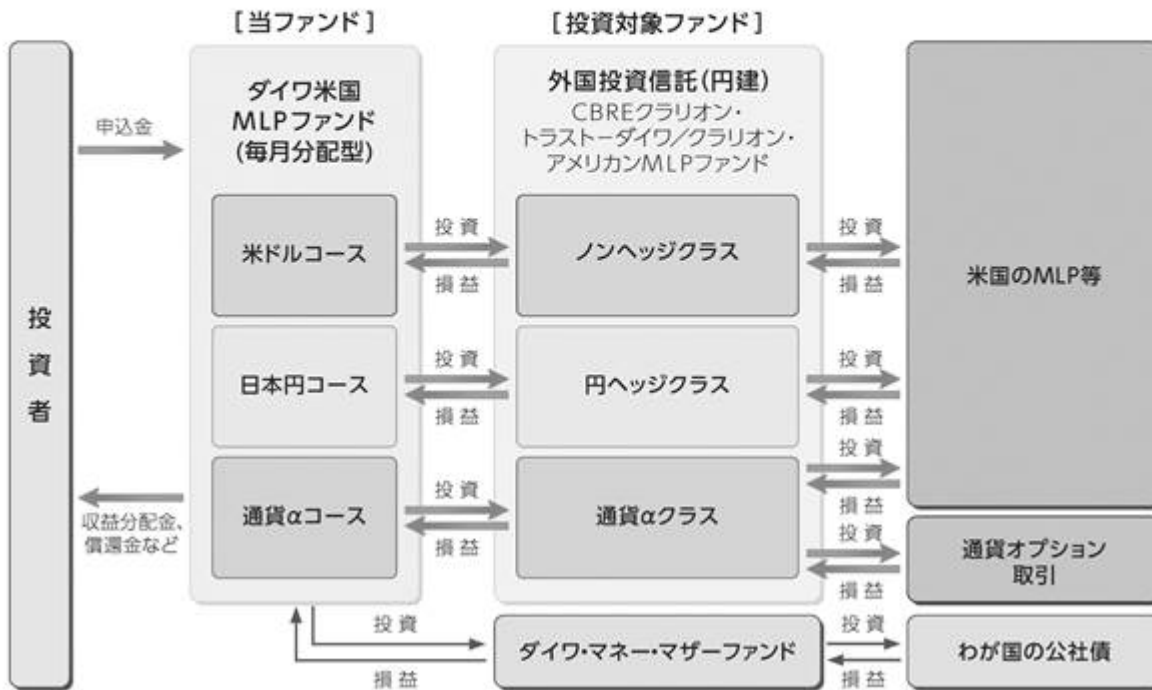 [当ファンド]
[投資対象ファンド]
投資者
申込金
収益分配金、
償還金など
ダイワ米国
MLPファンド
(毎月分配型)
米ドルコース
日本円コース
通貨αコース
投資
損益
投資
損益
投資
損益
外国投資信託(円建)
CBREクラリオン・
トラストーダイワ/クラリオン・
アメリカンMLPファンド
ノンヘッジクラス
円ヘッジクラス
通貨αクラス
投資
損益
投資
損益
投資
損益
投資
損益
米国のMLP等
通貨オプション
取引
投資
損益
ダイワ・マネー・マザーファンド
投資
損益
わが国の公社債